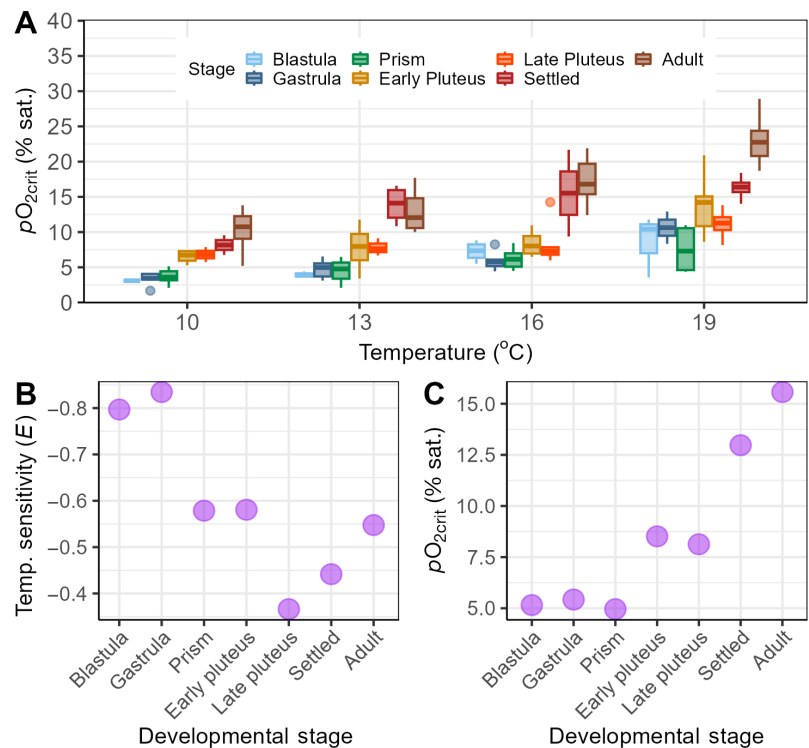 A
40
35
30
25
20
15
10
5
0
pO2crit (% sat.)
Stage
Blastula
Prism
Late Pluteus
Adult
Gastrula
Early Pluteus
Settled
10
13
16
19
Temperature (oC)
B
−0.8
−0.7
−0.6
−0.5
−0.4
Temp. sensitivity (E)
Blastula
Gastrula
Prism
Early pluteus
Late pluteus
Settled
Adult
Developmental stage
C
15.0
12.5
10.0
7.5
5.0
pO2crit (% sat.)
Blastula
Gastrula
Prism
Early pluteus
Late pluteus
Settled
Adult
Developmental stage